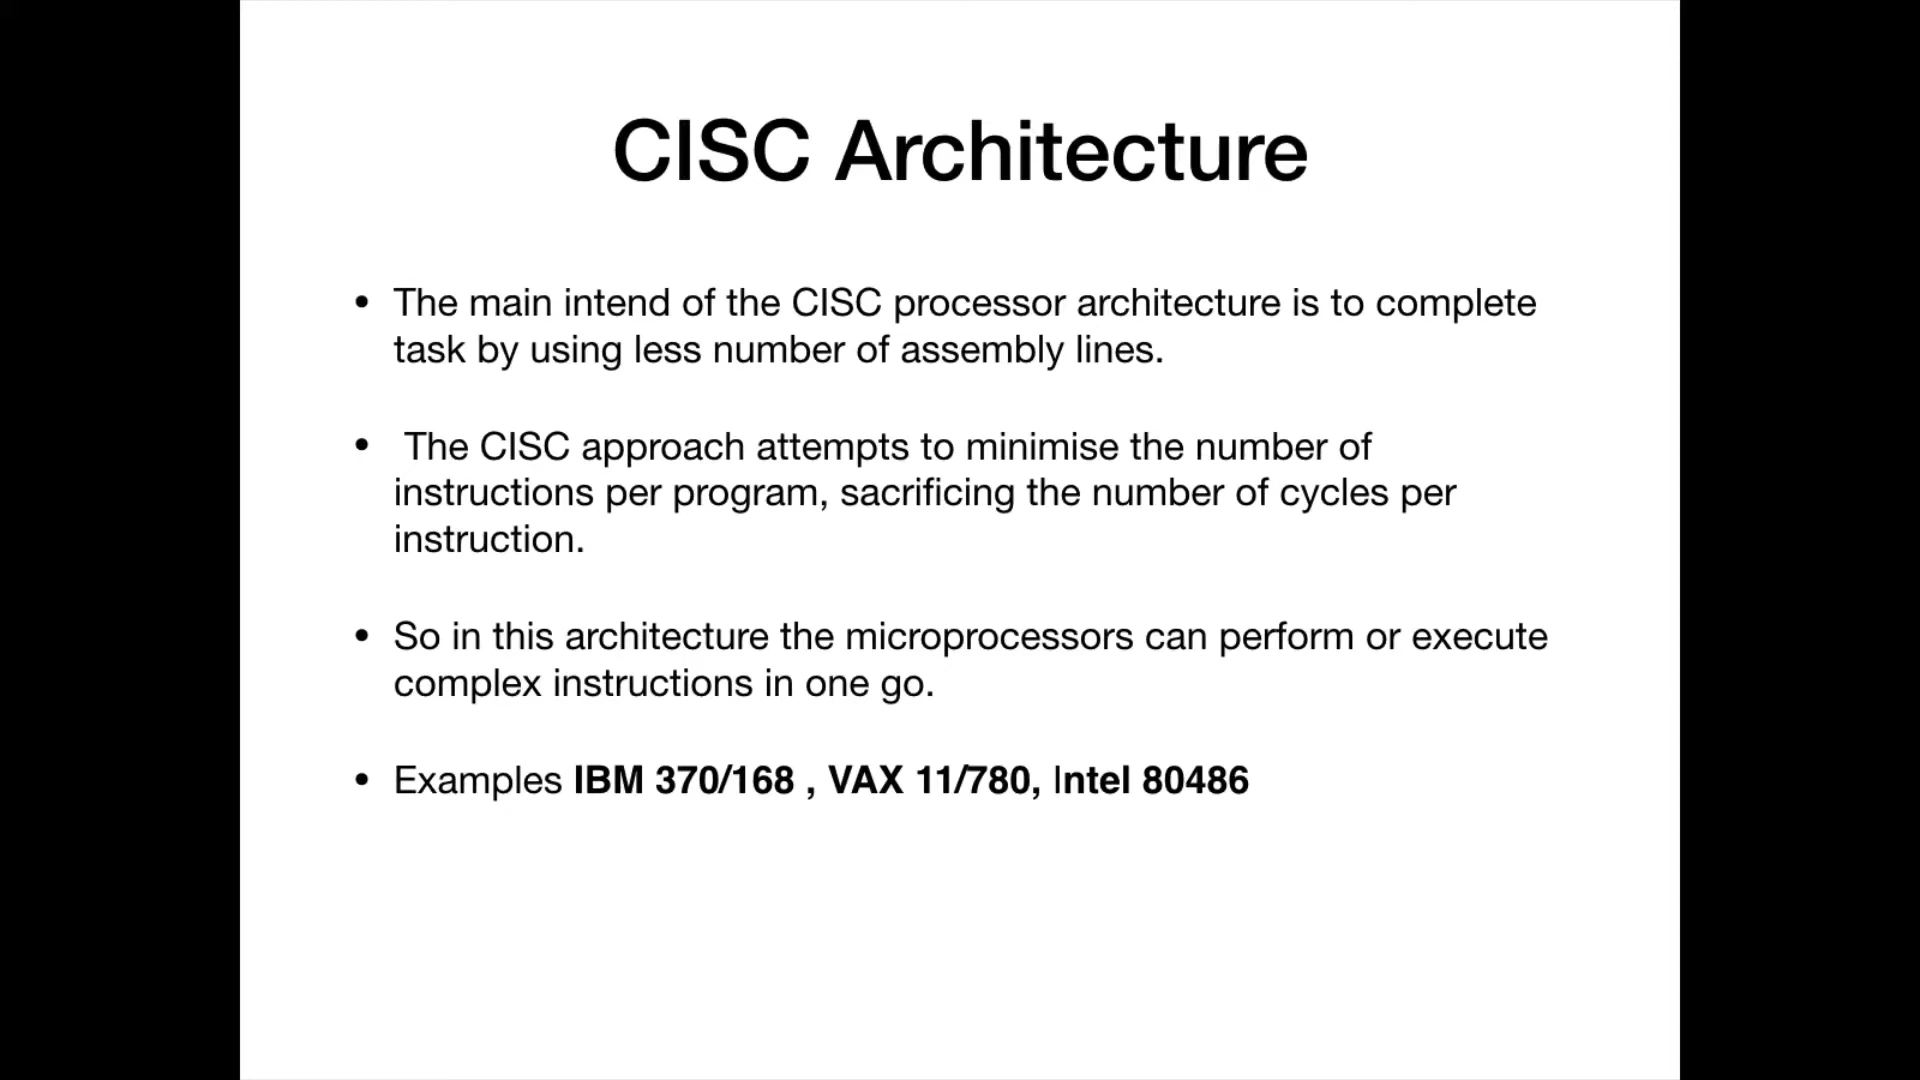 CISC Architecture
• The main intend of the CISC processor architecture is to complete
task by using less number of assembly lines.
• The CISC approach attempts to minimise the number of
instructions per program, sacrificing the number of cycles per
instruction.
• So in this architecture the microprocessors can perform or execute
complex instructions in one go.
• Examples IBM 370/168 , VAX 11/780, Intel 80486